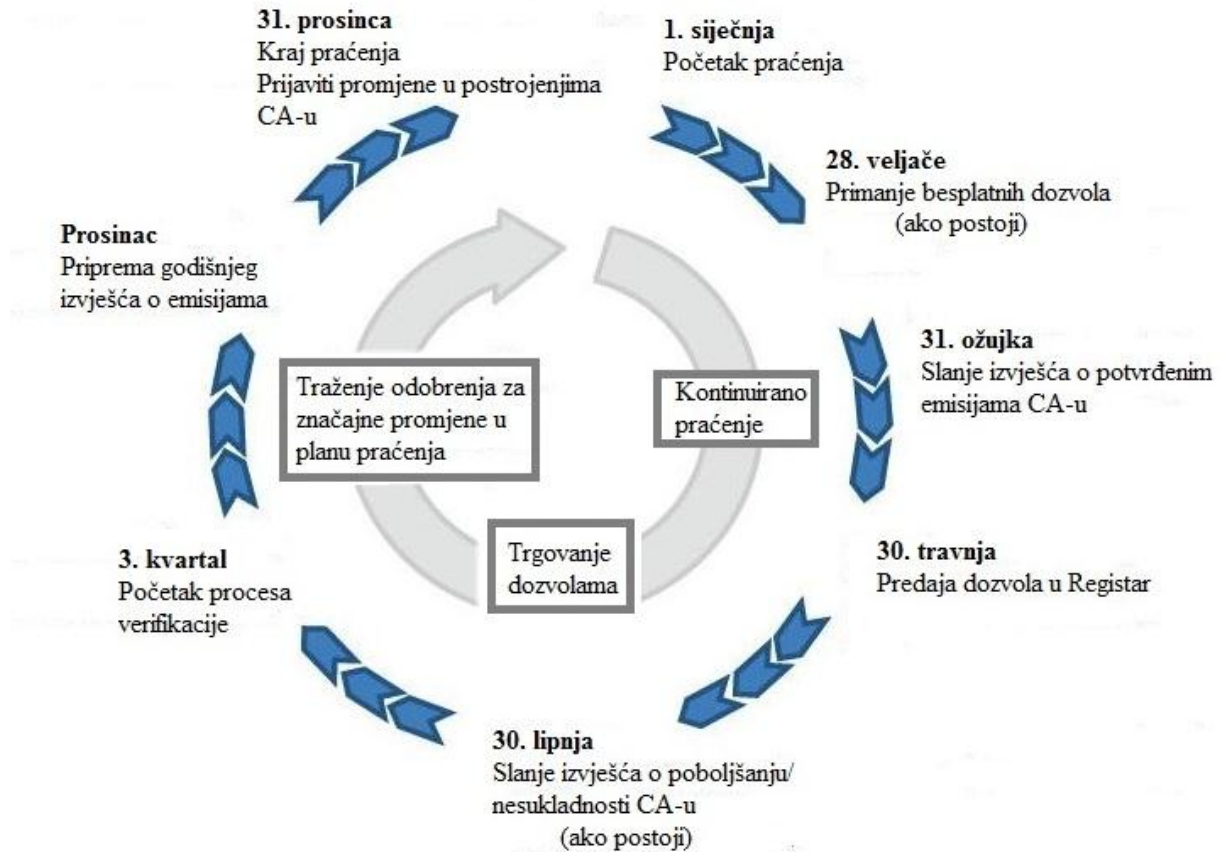 31. prosinca
Kraj praćenja
Prijaviti promjene u postrojenjima
CA-u
1. siječnja
Početak praćenja
28. veljače
Primanje besplatnih dozvola
(ako postoji)
31. ožujka
Slanje izvješća o potvrđenim
emisijama CA-u
30. travnja
Predaja dozvola u Registar
30. lipnja
Slanje izvješća o poboljšanju/
nesukladnosti CA-u
(ako postoji)
3. kvartal
Početak procesa
verifikacije
Prosinac
Priprema godišnjeg
izvješća o emisijama
Traženje odobrenja za
značajne promjene u
planu praćenja
Kontinuirano
praćenje
Trgovanje
dozvolama